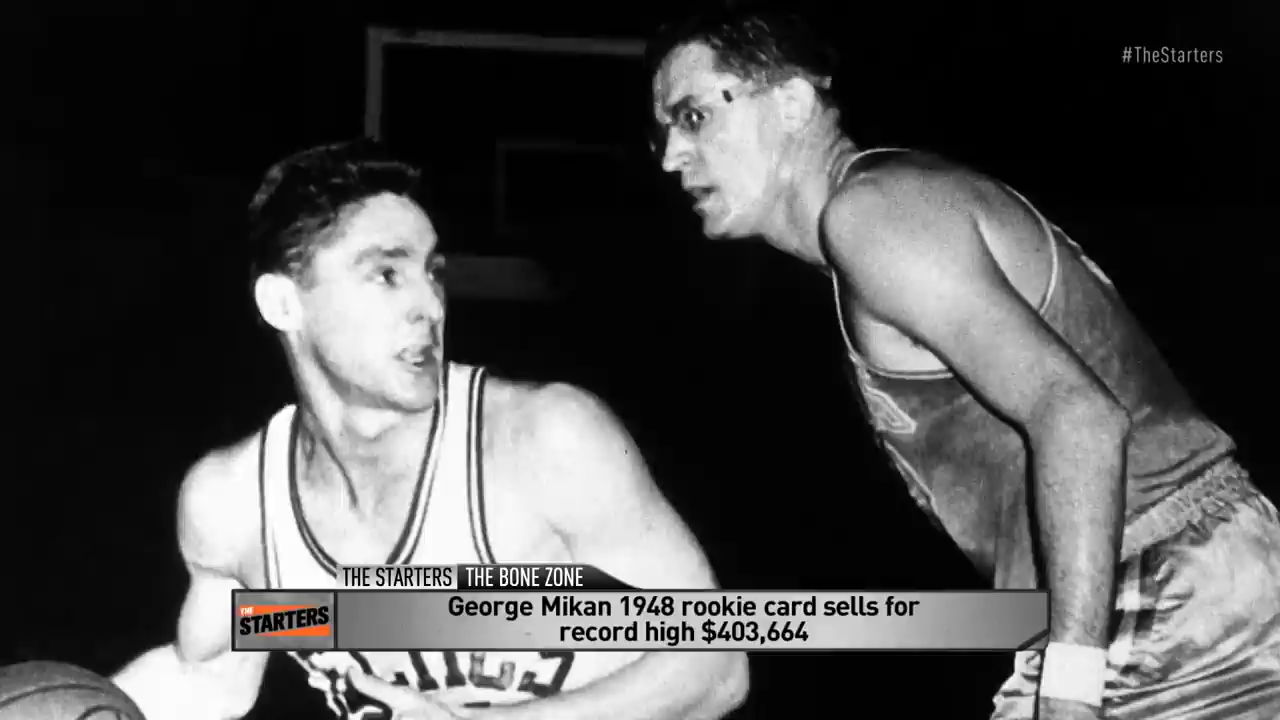 #TheStarters
THE STARTERS THE BONE ZONE
THE STARTERS
George Mikan 1948 rookie card sells for
record high $403,664